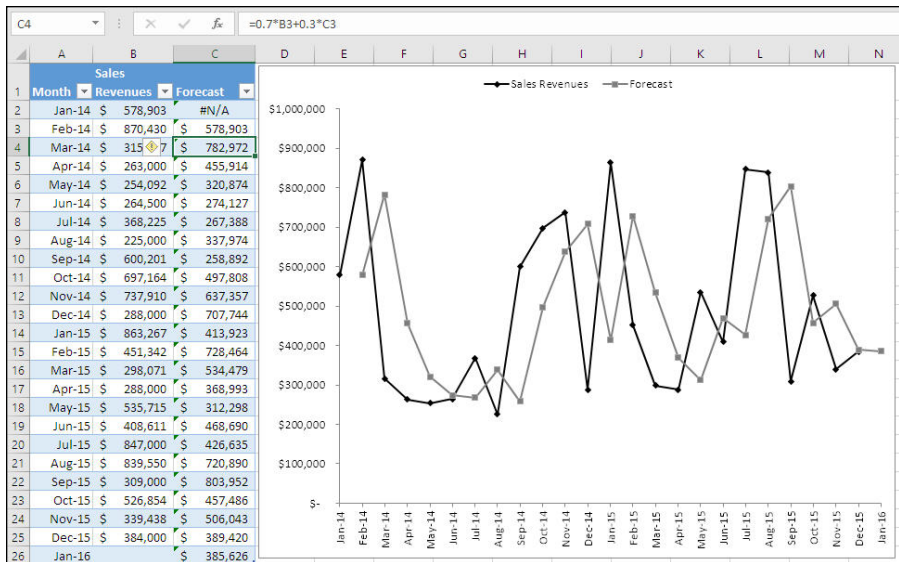 C4 fx =0.7*B3+0.3*C3
A B C D E F G H I J K L M N
Sales
1 Month Revenues Forecast
2 Jan-14 $ 578,903 #N/A
3 Feb-14 $ 870,430 $ 578,903
4 Mar-14 $ 315 7 $ 782,972
5 Apr-14 $ 263,000 $ 455,914
6 May-14 $ 254,092 $ 320,874
7 Jun-14 $ 264,500 $ 274,127
8 Jul-14 $ 368,225 $ 267,388
9 Aug-14 $ 225,000 $ 337,974
10 Sep-14 $ 600,201 $ 258,892
11 Oct-14 $ 697,164 $ 497,808
12 Nov-14 $ 737,910 $ 637,357
13 Dec-14 $ 288,000 $ 707,744
14 Jan-15 $ 863,267 $ 413,923
15 Feb-15 $ 451,342 $ 728,464
16 Mar-15 $ 298,071 $ 534,479
17 Apr-15 $ 288,000 $ 368,993
18 May-15 $ 535,715 $ 312,298
19 Jun-15 $ 408,611 $ 468,690
20 Jul-15 $ 847,000 $ 426,635
21 Aug-15 $ 839,550 $ 720,890
22 Sep-15 $ 309,000 $ 803,952
23 Oct-15 $ 526,854 $ 457,486
24 Nov-15 $ 339,438 $ 506,043
25 Dec-15 $ 384,000 $ 389,420
26 Jan-16 $ 385,626
Sales Revenues Forecast
$1,000,000
$900,000
$800,000
$700,000
$600,000
$500,000
$400,000
$300,000
$200,000
$100,000
$-
Jan-14
Feb-14
Mar-14
Apr-14
May-14
Jun-14
Jul-14
Aug-14
Sep-14
Oct-14
Nov-14
Dec-14
Jan-15
Feb-15
Mar-15
Apr-15
May-15
Jun-15
Jul-15
Aug-15
Sep-15
Oct-15
Nov-15
Dec-15
Jan-16